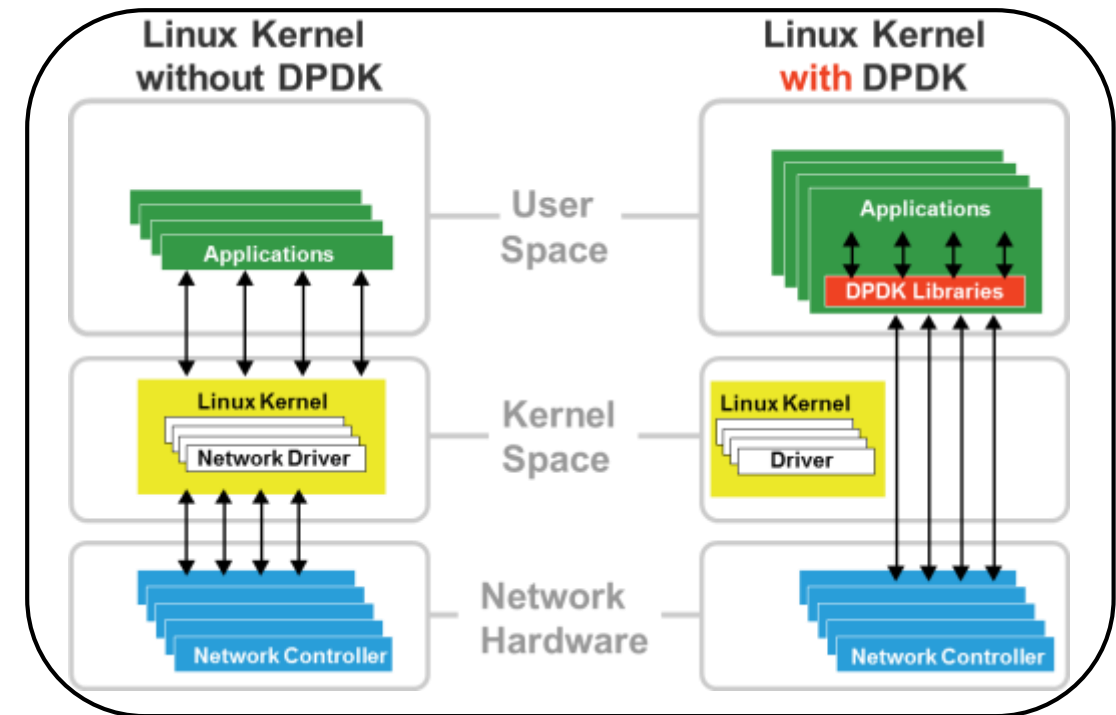 Linux Kernel
without DPDK
Applications
Linux Kernel
Network Driver
Network Controller
User
Space
Kernel
Space
Network
Hardware
Linux Kernel
with DPDK
Applications
DPDK Libraries
Linux Kernel
Driver
Network Controller